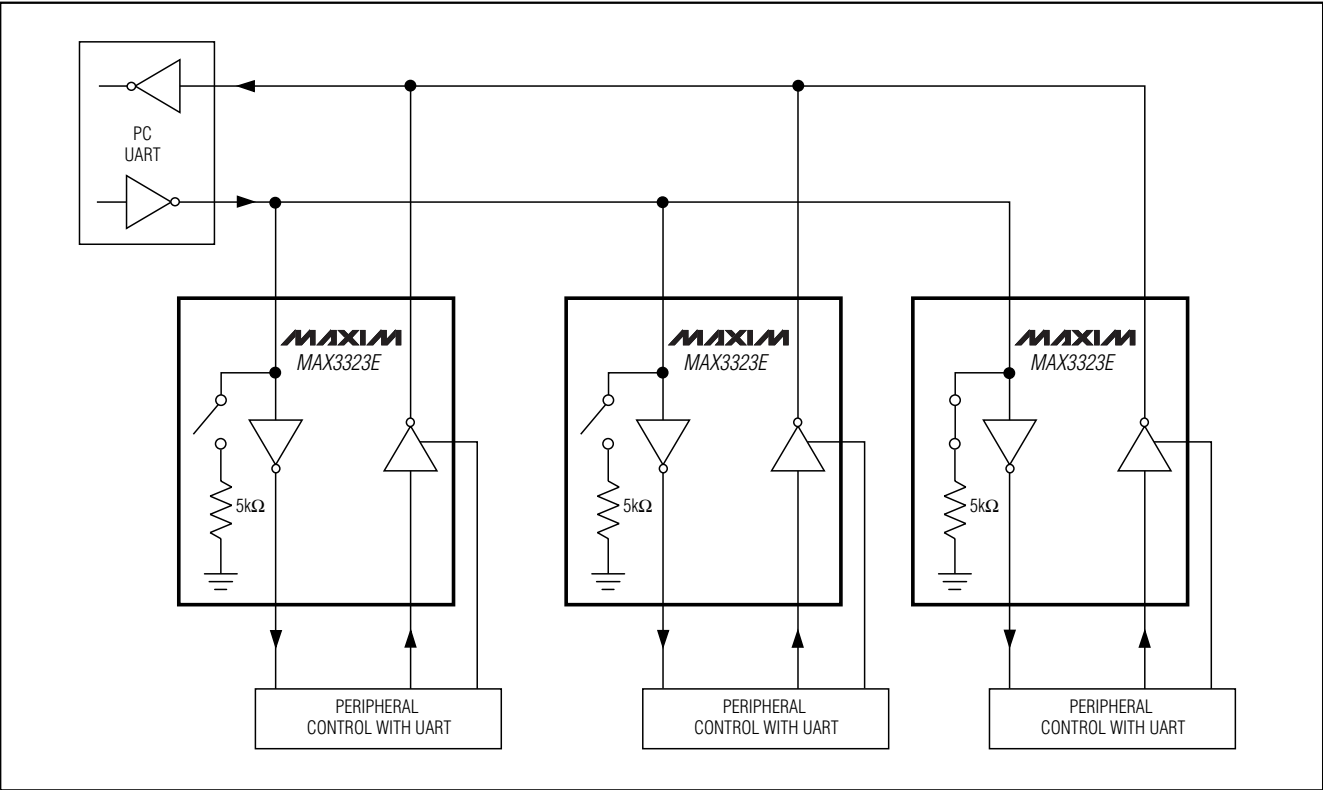 PC
UART
MAXIM
MAX3323E
5kΩ
MAXIM
MAX3323E
5kΩ
MAXIM
MAX3323E
5kΩ
PERIPHERAL
CONTROL WITH UART
PERIPHERAL
CONTROL WITH UART
PERIPHERAL
CONTROL WITH UART